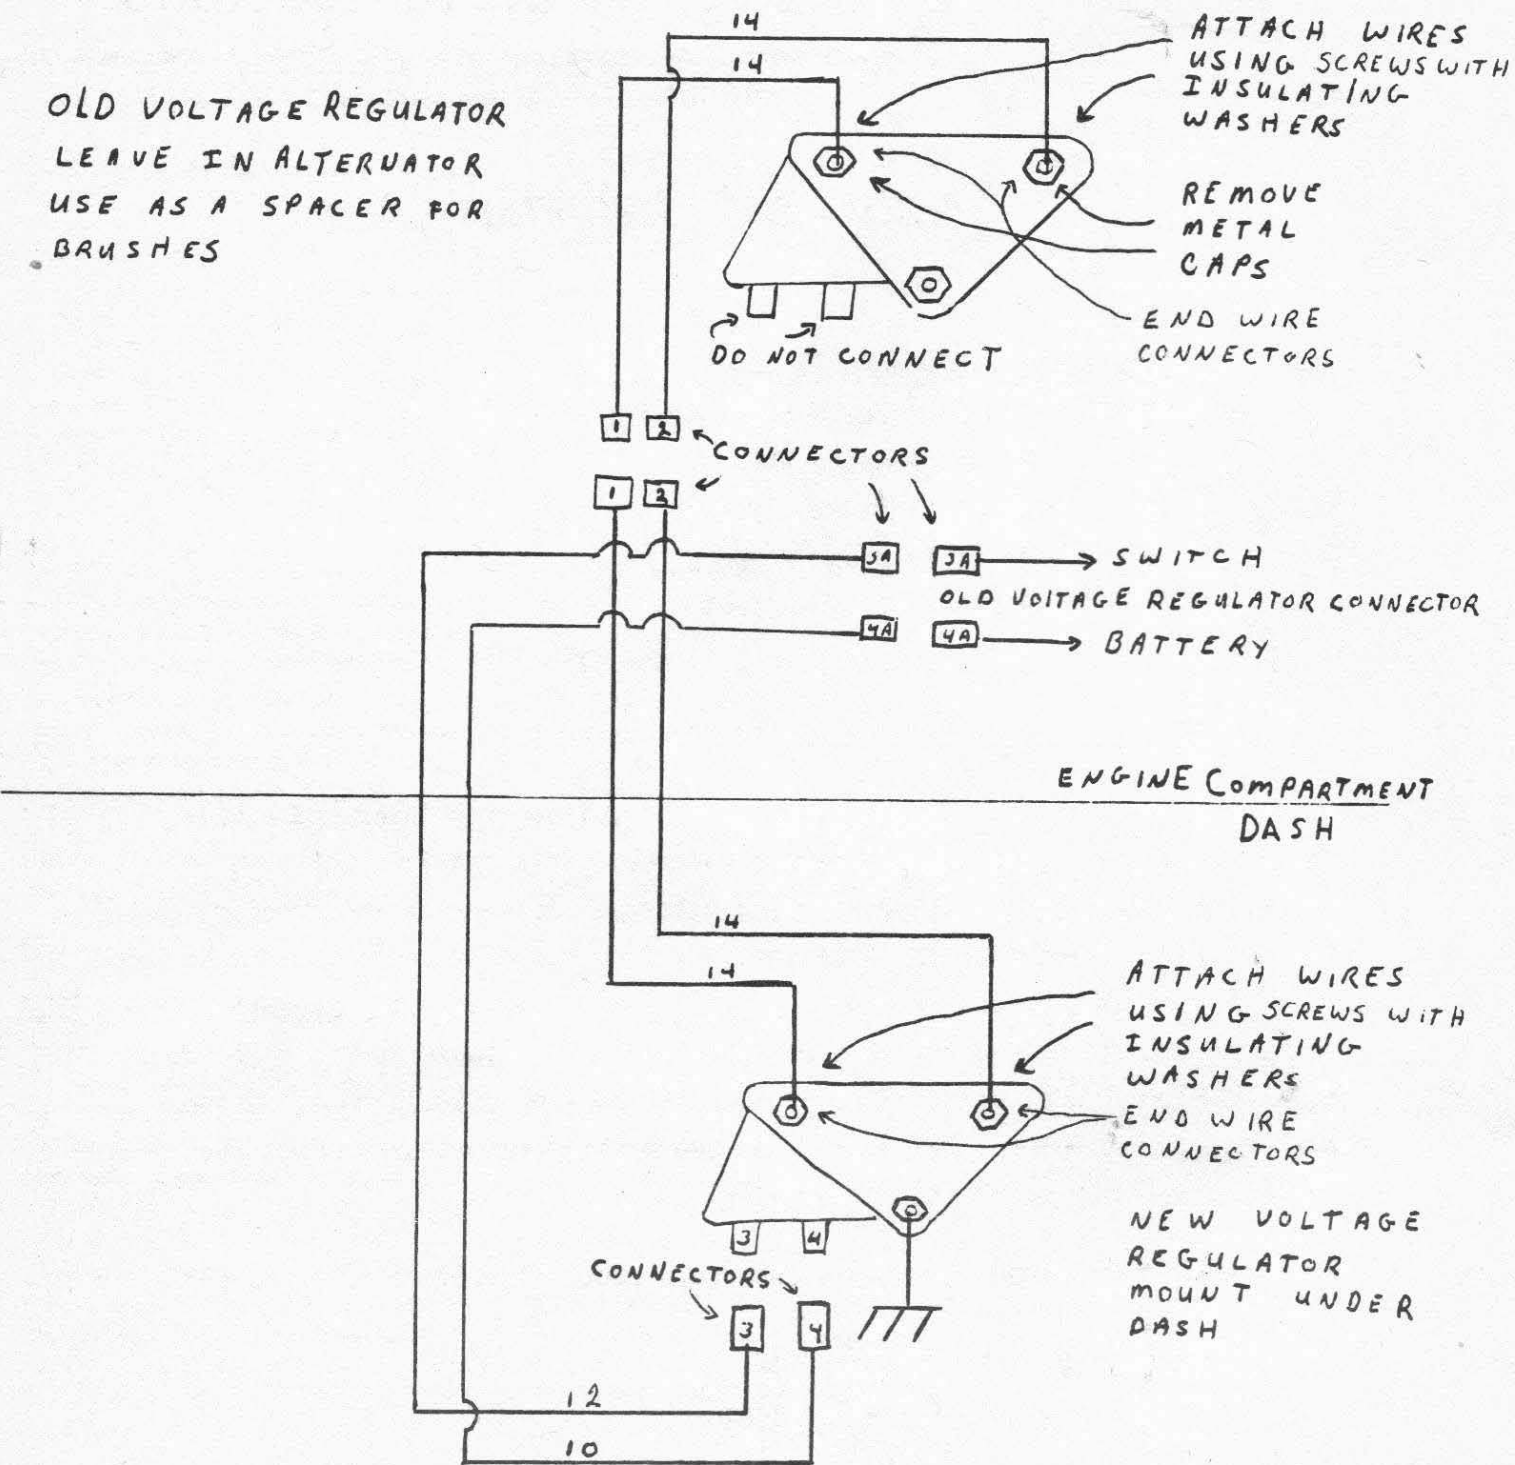 14
14
ATTACH WIRES
USING SCREWS WITH
INSULATING
WASHERS
OLD VOLTAGE REGULATOR
LEAVE IN ALTERNATOR
USE AS A SPACER FOR
BRUSHES
REMOVE
METAL
CAPS
END WIRE
CONNECTORS
DO NOT CONNECT
1 2
CONNECTORS
1 2
3A 3A SWITCH
OLD VOLTAGE REGULATOR CONNECTOR
4A 4A BATTERY
ENGINE COMPARTMENT
DASH
14
14
ATTACH WIRES
USING SCREWS WITH
INSULATING
WASHERS
END WIRE
CONNECTORS
NEW VOLTAGE
REGULATOR
MOUNT UNDER
DASH
3 4
CONNECTORS
3 4
12
10